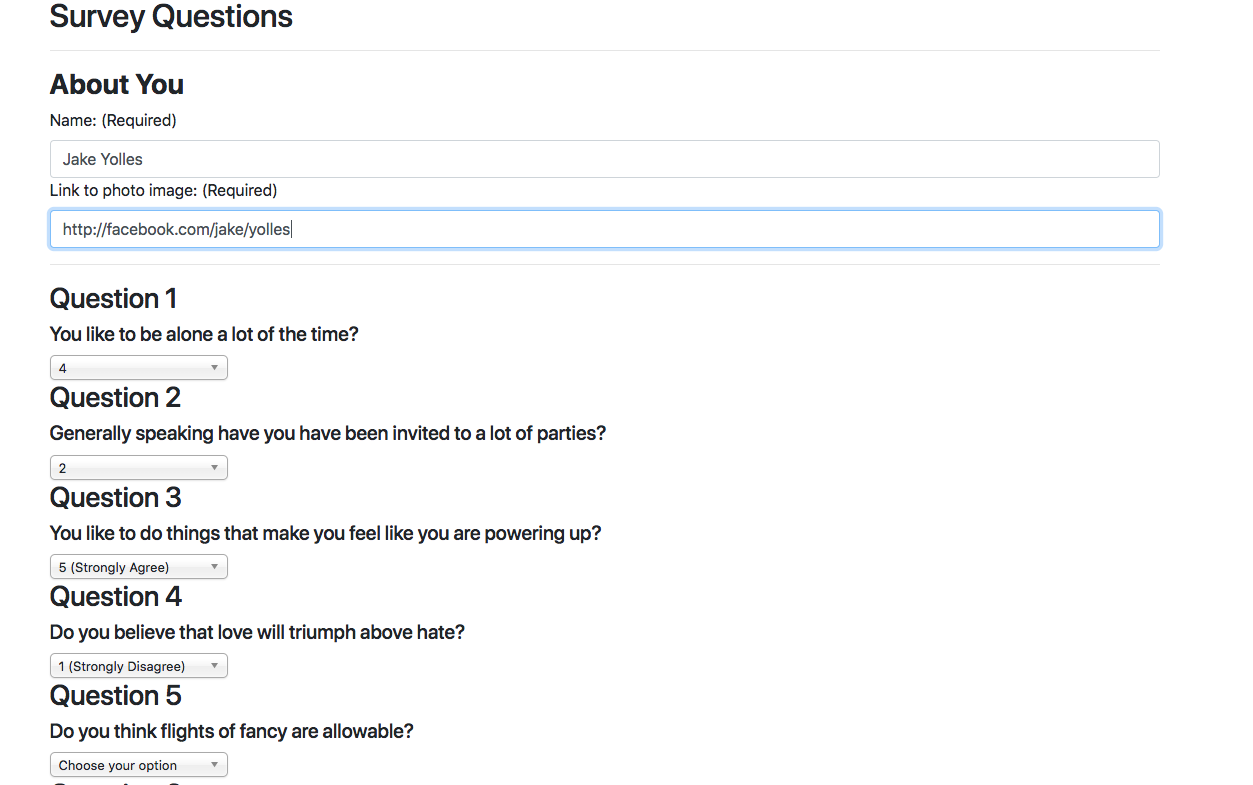 Survey Questions
About You
Name: (Required)
Jake Yolles
Link to photo image: (Required)
http://facebook.com/jake/yolles
Question 1
You like to be alone a lot of the time?
4
Question 2
Generally speaking have you have been invited to a lot of parties?
2
Question 3
You like to do things that make you feel like you are powering up?
5 (Strongly Agree)
Question 4
Do you believe that love will triumph above hate?
1 (Strongly Disagree)
Question 5
Do you think flights of fancy are allowable?
Choose your option